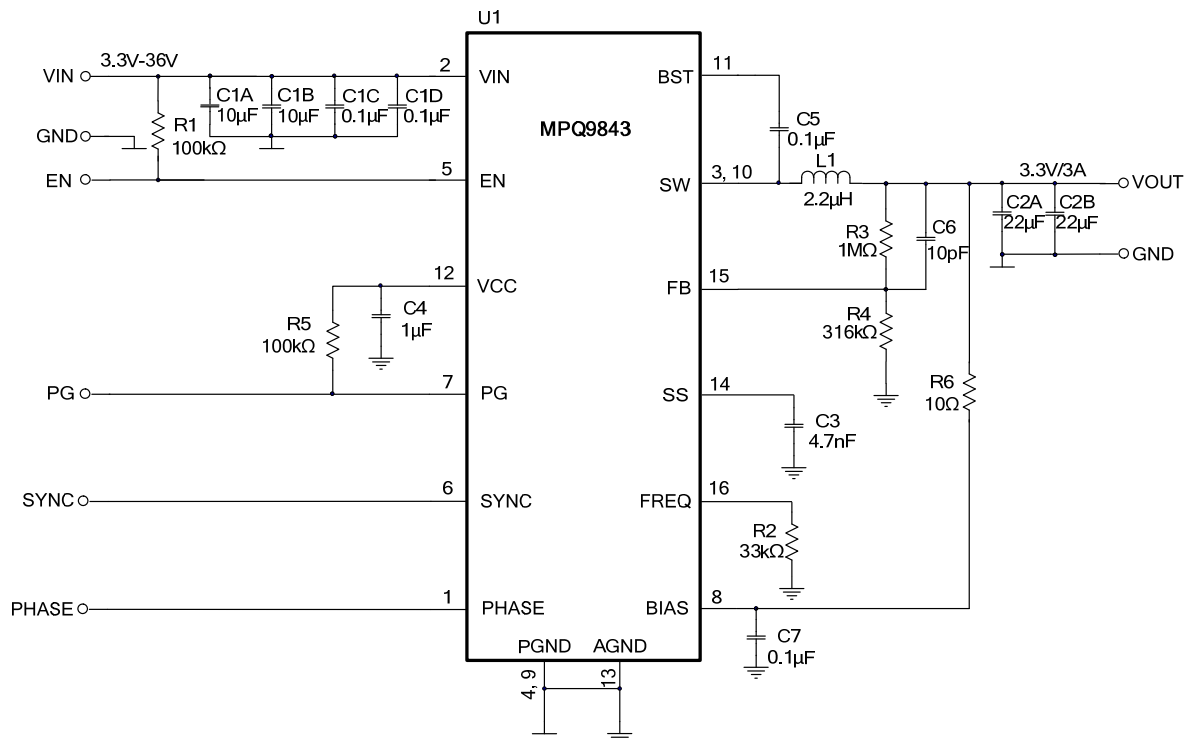 U1
3.3V-36V
VIN
GND
EN
R1
100kΩ
C1A
10µF
C1B
10µF
C1C
0.1µF
C1D
0.1µF
2
VIN
5
EN
12
VCC
R5
100kΩ
C4
1µF
PG
7
PG
SYNC
6
SYNC
PHASE
1
PHASE
MPQ9843
BST
11
C5
0.1µF
SW
3, 10
L1
2.2µH
3.3V/3A
VOUT
C2A
22µF
C2B
22µF
GND
R3
1MΩ
C6
10pF
FB
15
R4
316kΩ
SS
14
C3
4.7nF
R6
10Ω
FREQ
16
R2
33kΩ
BIAS
8
C7
0.1µF
PGND
AGND
4, 9
13